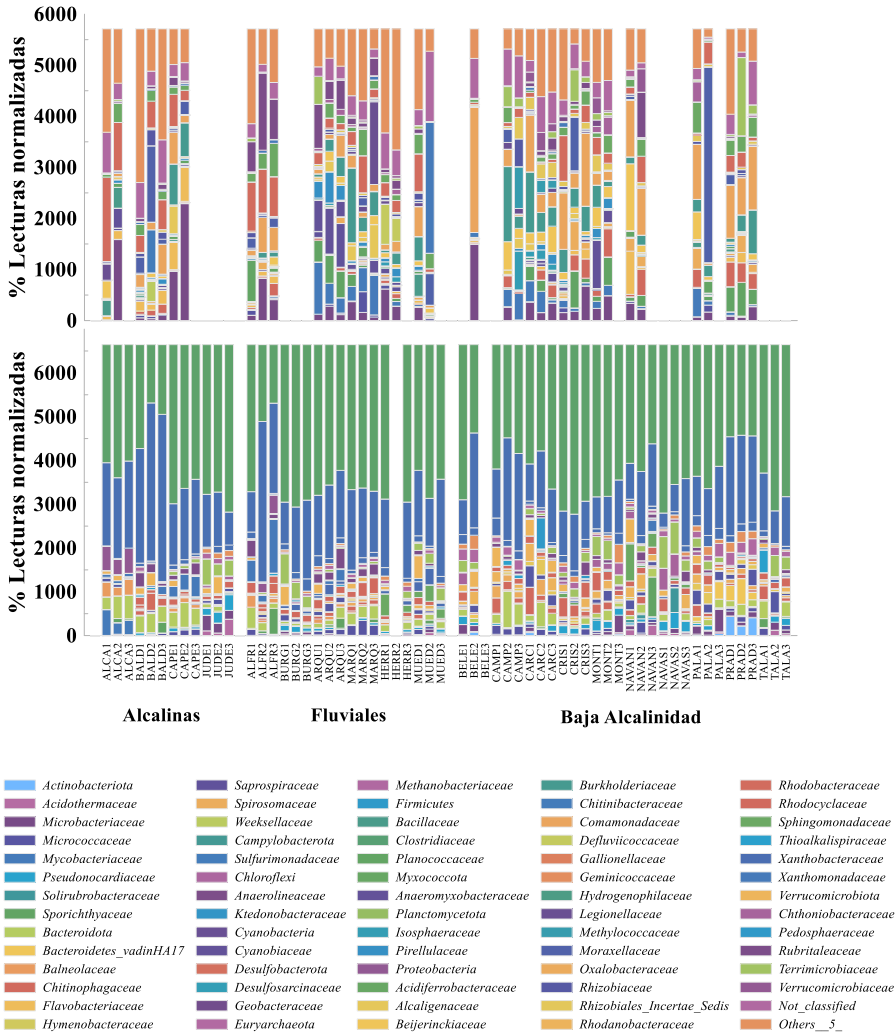 6000
5000
4000
3000
2000
1000
0
% Lecturas normalizadas
6000
5000
4000
3000
2000
1000
0
% Lecturas normalizadas
ALCA1
ALCA2
ALCA3
BALD1
BALD2
BALD3
CAPE1
CAPE2
CAPE3
JUDE1
JUDE2
JUDE3
ALFR1
ALFR2
ALFR3
BURG1
BURG2
BURG3
ARQU1
ARQU2
ARQU3
MARQ1
MARQ2
MARQ3
HERR1
HERR2
HERR3
MUED1
MUED2
MUED3
BELE1
BELE2
BELE3
CAMP1
CAMP2
CAMP3
CARC1
CARC2
CARC3
CRIS1
CRIS2
CRIS3
MONT1
MONT2
MONT3
NAVA1
NAVAN2
NAVAN3
NAVAS1
NAVAS2
NAVAS3
PALA1
PALA2
PALA3
PRAD1
PRAD2
PRAD3
TALA1
TALA2
TALA3
Alcalinas Fluviales Baja Alcalinidad
Actinobacteriota Saprospiraceae Methanobacteriaceae Burkholderiaceae Rhodobacteraceae
Acidothermaceae Spirosomaceae Firmicutes Chitinibacteraceae Rhodocyclaceae
Microbacteriaceae Weeksellaceae Bacillaceae Comamonadaceae Sphingomonadaceae
Micrococcaceae Campylobacterota Clostridiaceae Defluviicoccaceae Thioalkalispiraceae
Mycobacteriaceae Sulfurimonadaceae Planococcaceae Gallionellaceae Xanthobacteraceae
Pseudonocardiaceae Chloroflexi Myxococcota Geminicoccaceae Xanthomonadaceae
Solirubrobacteraceae Anaerolineaceae Anaeromyxobacteraceae Hydrogenophilaceae Verrucomicrobiota
Sporichthyaceae Ktedonobacteraceae Planctomycetota Legionellaceae Chthoniobacteraceae
Bacteroidota Cyanobacteria Isosphaeraceae Methylococcaceae Pedosphaeraceae
Bacteroidetes_vadinHA17 Cyanobiaceae Pirellulaceae Moraxellaceae Rubritaleaceae
Balneolaceae Desulfobacterota Proteobacteria Oxalobacteraceae Terrimicrobiaceae
Chitinophagaceae Desulfosarcinaceae Acidiferrobacteraceae Rhizobiaceae Verrucomicrobiaceae
Flavobacteriaceae Geobacteraceae Alcaligenaceae Rhizobiales_Incertae_Sedis Not_classified
Hymenobacteraceae Euryarchaeota Beijerinckiaceae Rhodanobacteraceae Others__5_